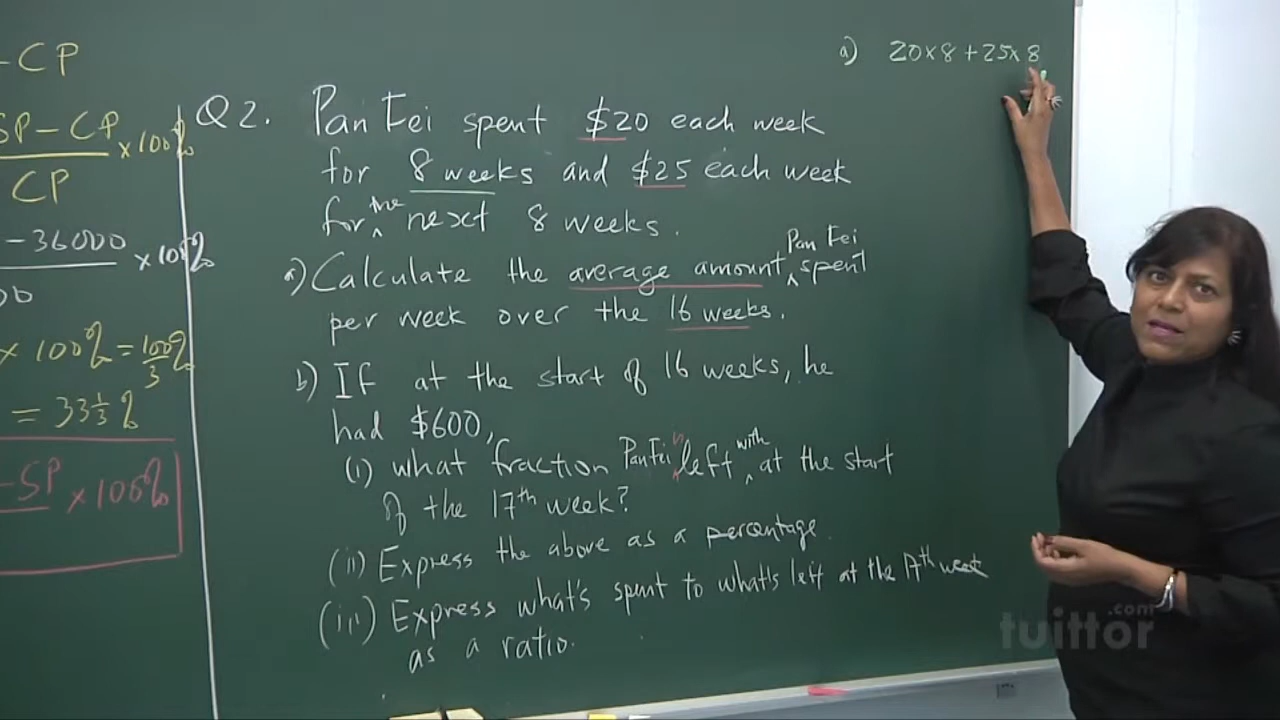 -CP
SP-CP ×100%
CP
-36000 ×100%
00
× 100% = 100/3 %
= 33 1/3 %
-SP × 100%
Q2. Pan Fei spent $20 each week
for 8 weeks and $25 each week
for the next 8 weeks.
a) Calculate the average amount Pan Fei spent
per week over the 16 weeks.
b) If at the start of 16 weeks, he
had $600,
(i) what fraction Pan Fei is left with at the start
of the 17th week?
(ii) Express the above as a percentage.
(iii) Express what's spent to what's left at the 17th week
as a ratio.
a) 20×8+25×8
tuittor.com